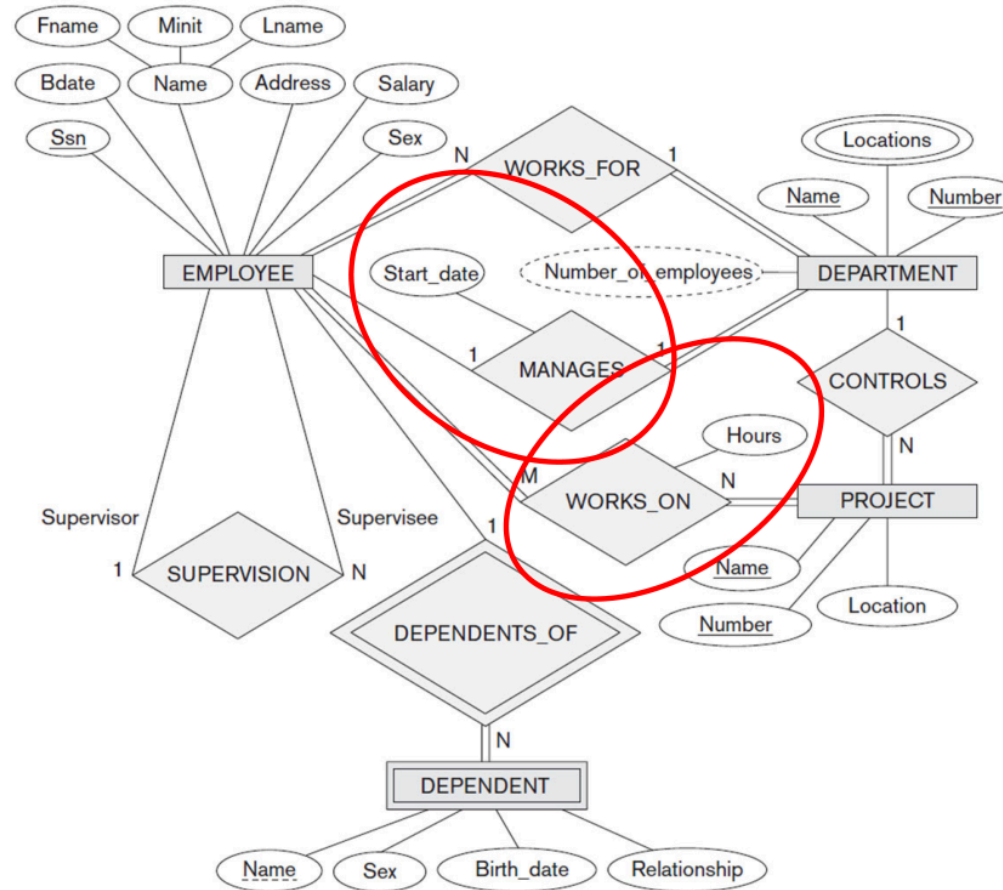 Fname Minit Lname
Bdate Name Address Salary
Ssn Sex
N WORKS_FOR 1
Locations
Name Number
EMPLOYEE Start_date Number_of_employees DEPARTMENT
1 MANAGES 1
1
CONTROLS
N
Hours
M WORKS_ON N
PROJECT
Supervisor Supervisee 1
1 SUPERVISION N
Name
Number Location
DEPENDENTS_OF
N
DEPENDENT
Name Sex Birth_date Relationship